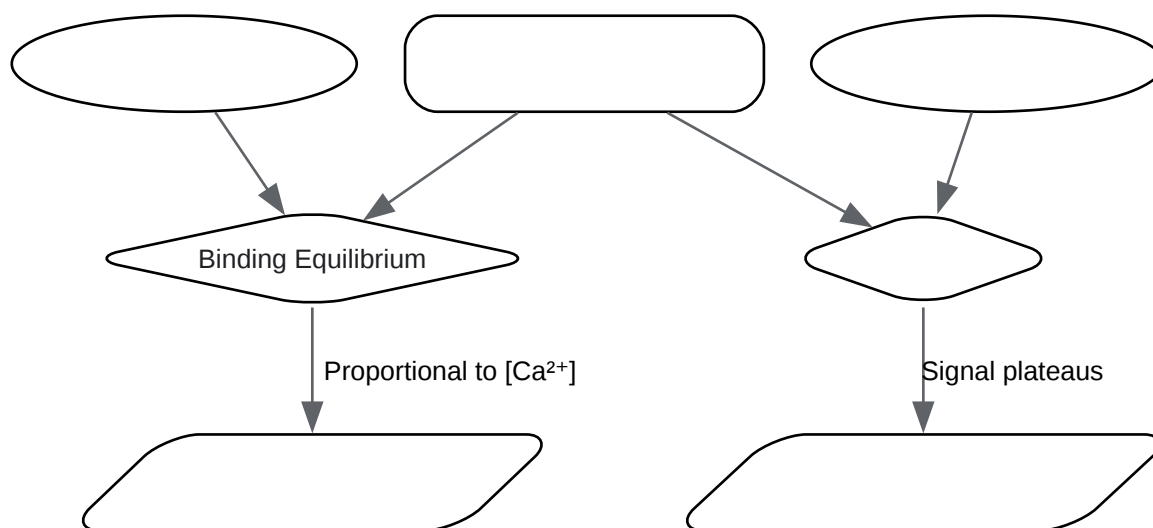 Binding Equilibrium
Proportional to [Ca²⁺]
Signal plateaus